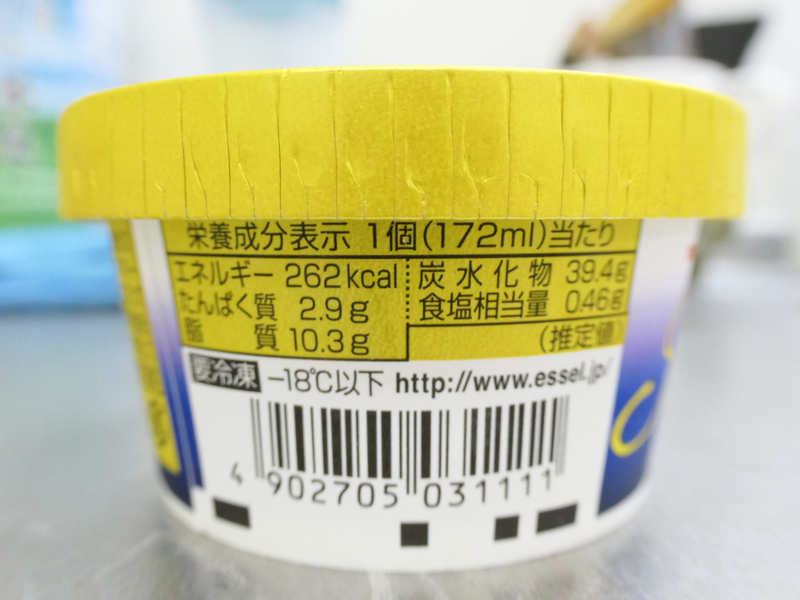 栄養成分表示 1個(172ml)当たり
エネルギー 262kcal 炭水化物 39.4g
たんぱく質 2.9g 食塩相当量 0.46g
脂質 10.3g (推定値)
要冷凍 −18℃以下 http://www.essel.jp/
4 902705 031111